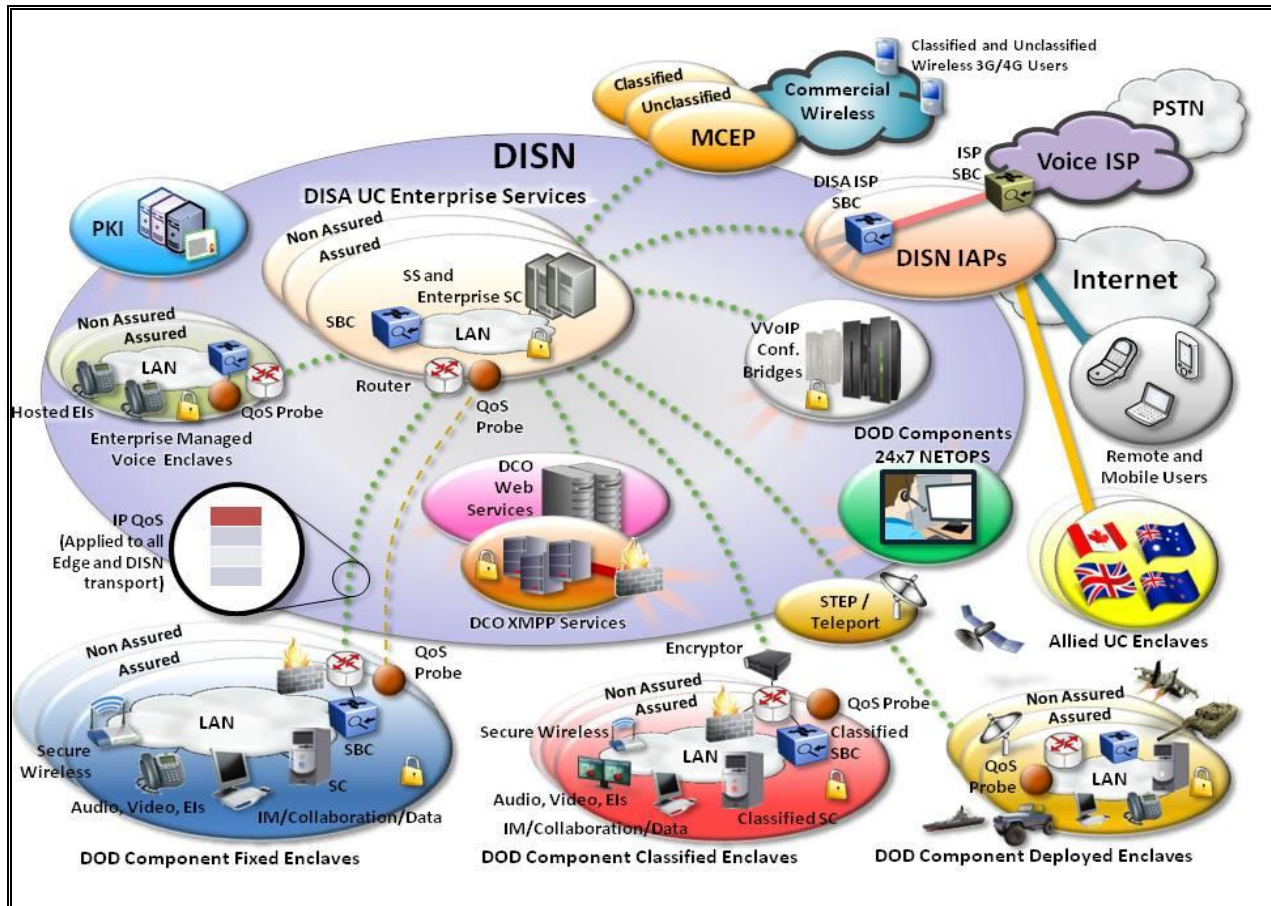 Classified and Unclassified
Wireless 3G/4G Users
Classified
Unclassified
MCEP
Commercial
Wireless
PSTN
Voice ISP
ISP
SBC
DISN
DISA UC Enterprise Services
Non Assured
Assured
SS and
Enterprise SC
SBC
LAN
Router
QoS
Probe
DISA ISP
SBC
DISN IAPs
Internet
PKI
Non Assured
Assured
LAN
Hosted EIs
QoS Probe
Enterprise Managed
Voice Enclaves
VVoIP
Conf.
Bridges
DOD Components
24x7 NETOPS
Remote and
Mobile Users
DCO
Web
Services
DCO XMPP Services
IP QoS
(Applied to all
Edge and DISN
transport)
STEP /
Teleport
Allied UC Enclaves
Non Assured
Assured
QoS
Probe
LAN
SBC
Secure
Wireless
SC
Audio, Video, EIs
IM/Collaboration/Data
DOD Component Fixed Enclaves
Encryptor
Non Assured
Assured
QoS Probe
Secure Wireless
LAN
Classified
SBC
Audio, Video, EIs
Classified SC
IM/Collaboration/Data
DOD Component Classified Enclaves
Non Assured
Assured
QoS
Probe
LAN
DOD Component Deployed Enclaves